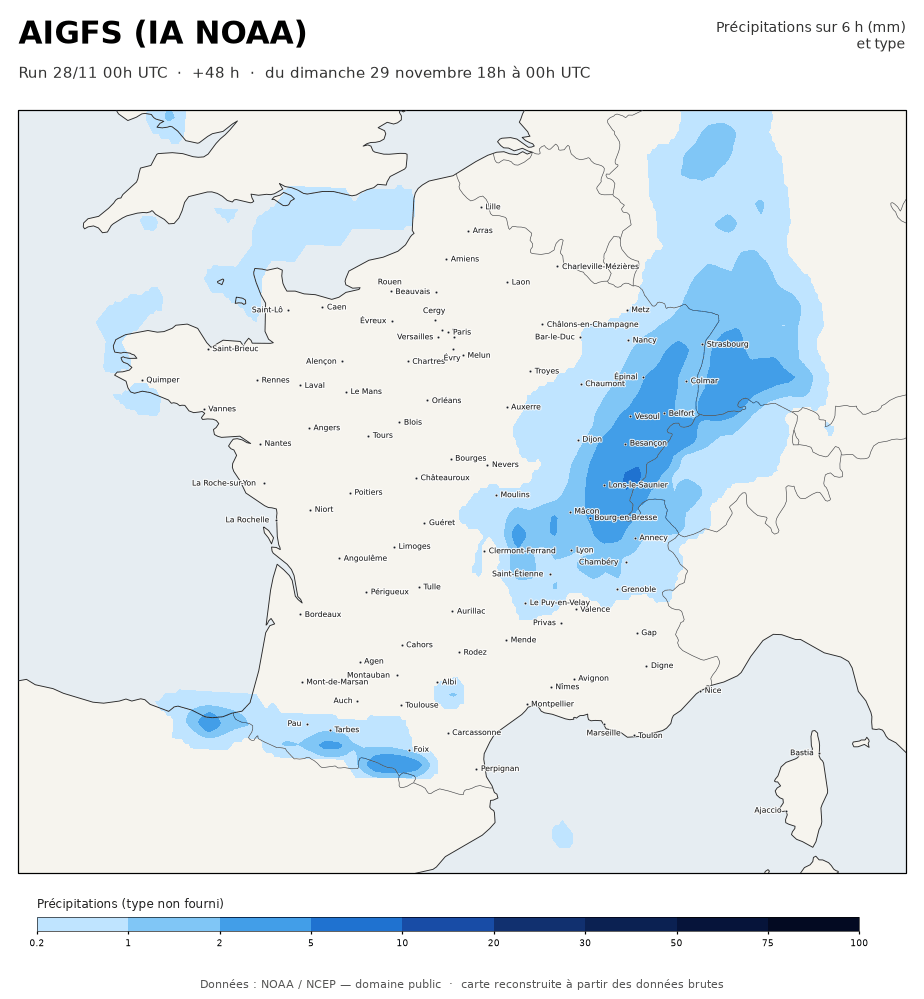 AIGFS (IA NOAA)
Précipitations sur 6 h (mm)
et type
Run 28/11 00h UTC · +48 h · du dimanche 29 novembre 18h à 00h UTC
Lille
Arras
Amiens
Charleville-Mézières
Rouen
Laon
Beauvais
Saint-Lô
Caen
Cergy
Metz
Évreux
Châlons-en-Champagne
Versailles
Paris
Bar-le-Duc
Nancy
Strasbourg
Saint-Brieuc
Alençon
Chartres
Évry
Melun
Troyes
Épinal
Quimper
Rennes
Laval
Chaumont
Colmar
Le Mans
Orléans
Auxerre
Vannes
Vesoul
Belfort
Blois
Angers
Tours
Nantes
Dijon
Besançon
Bourges
Nevers
Châteauroux
La Roche-sur-Yon
Lons-le-Saunier
Poitiers
Moulins
Niort
Mâcon
La Rochelle
Guéret
Bourg-en-Bresse
Annecy
Limoges
Clermont-Ferrand
Lyon
Angoulême
Chambéry
Saint-Étienne
Tulle
Périgueux
Grenoble
Le Puy-en-Velay
Bordeaux
Aurillac
Valence
Privas
Gap
Cahors
Mende
Rodez
Agen
Digne
Montauban
Mont-de-Marsan
Albi
Avignon
Nîmes
Nice
Auch
Toulouse
Montpellier
Pau
Tarbes
Carcassonne
Marseille
Toulon
Foix
Bastia
Perpignan
Ajaccio
Précipitations (type non fourni)
0.2 1 2 5 10 20 30 50 75 100
Données : NOAA / NCEP — domaine public · carte reconstruite à partir des données brutes